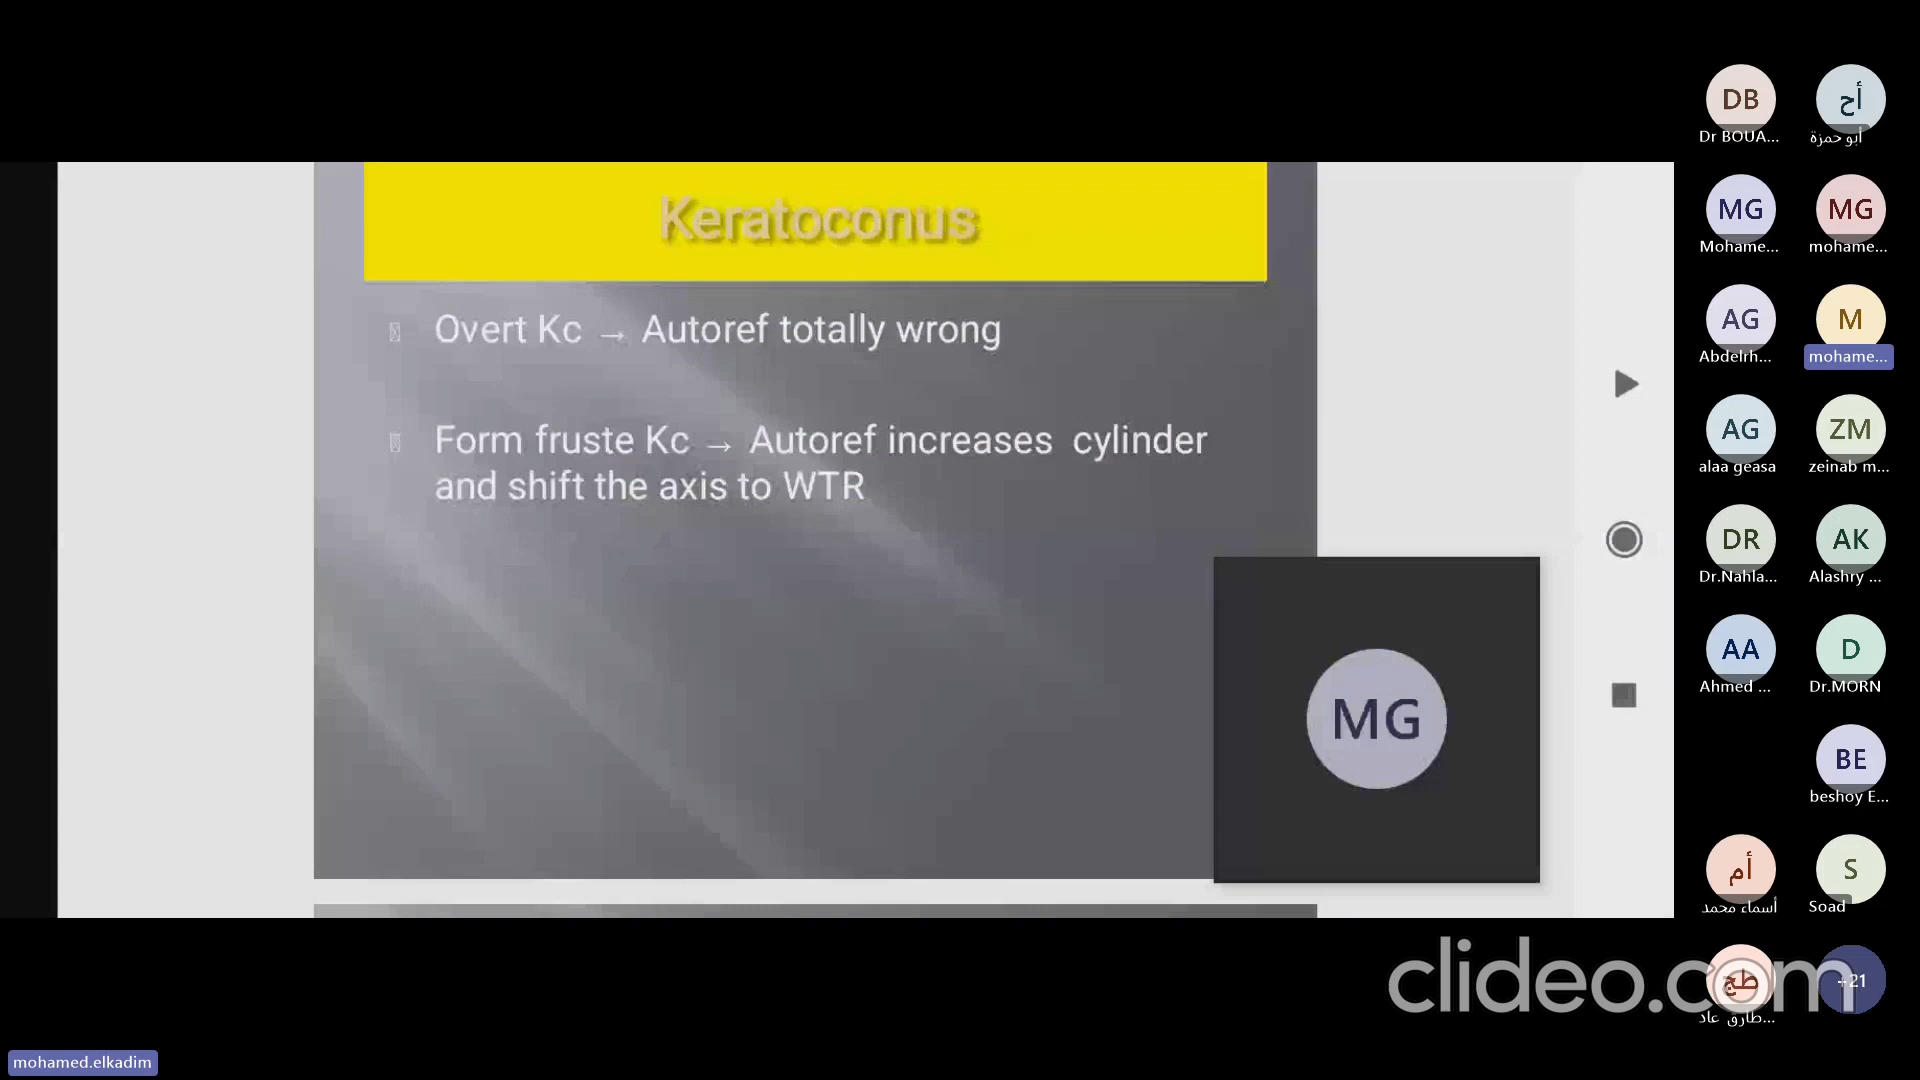 Keratoconus
Overt Kc → Autoref totally wrong
Form fruste Kc → Autoref increases cylinder
and shift the axis to WTR
MG
DB
Dr BOUA...
أح
أبو حمزة
MG
Mohame...
MG
mohame...
AG
Abdelrh...
M
mohame...
AG
alaa geasa
ZM
zeinab m...
DR
Dr.Nahla...
AK
Alashry ...
AA
Ahmed ...
D
Dr.MORN
BE
beshoy E...
أم
أسماء محمد
S
Soad
طج
طارق عاد...
+21
clideo.com
mohamed.elkadim